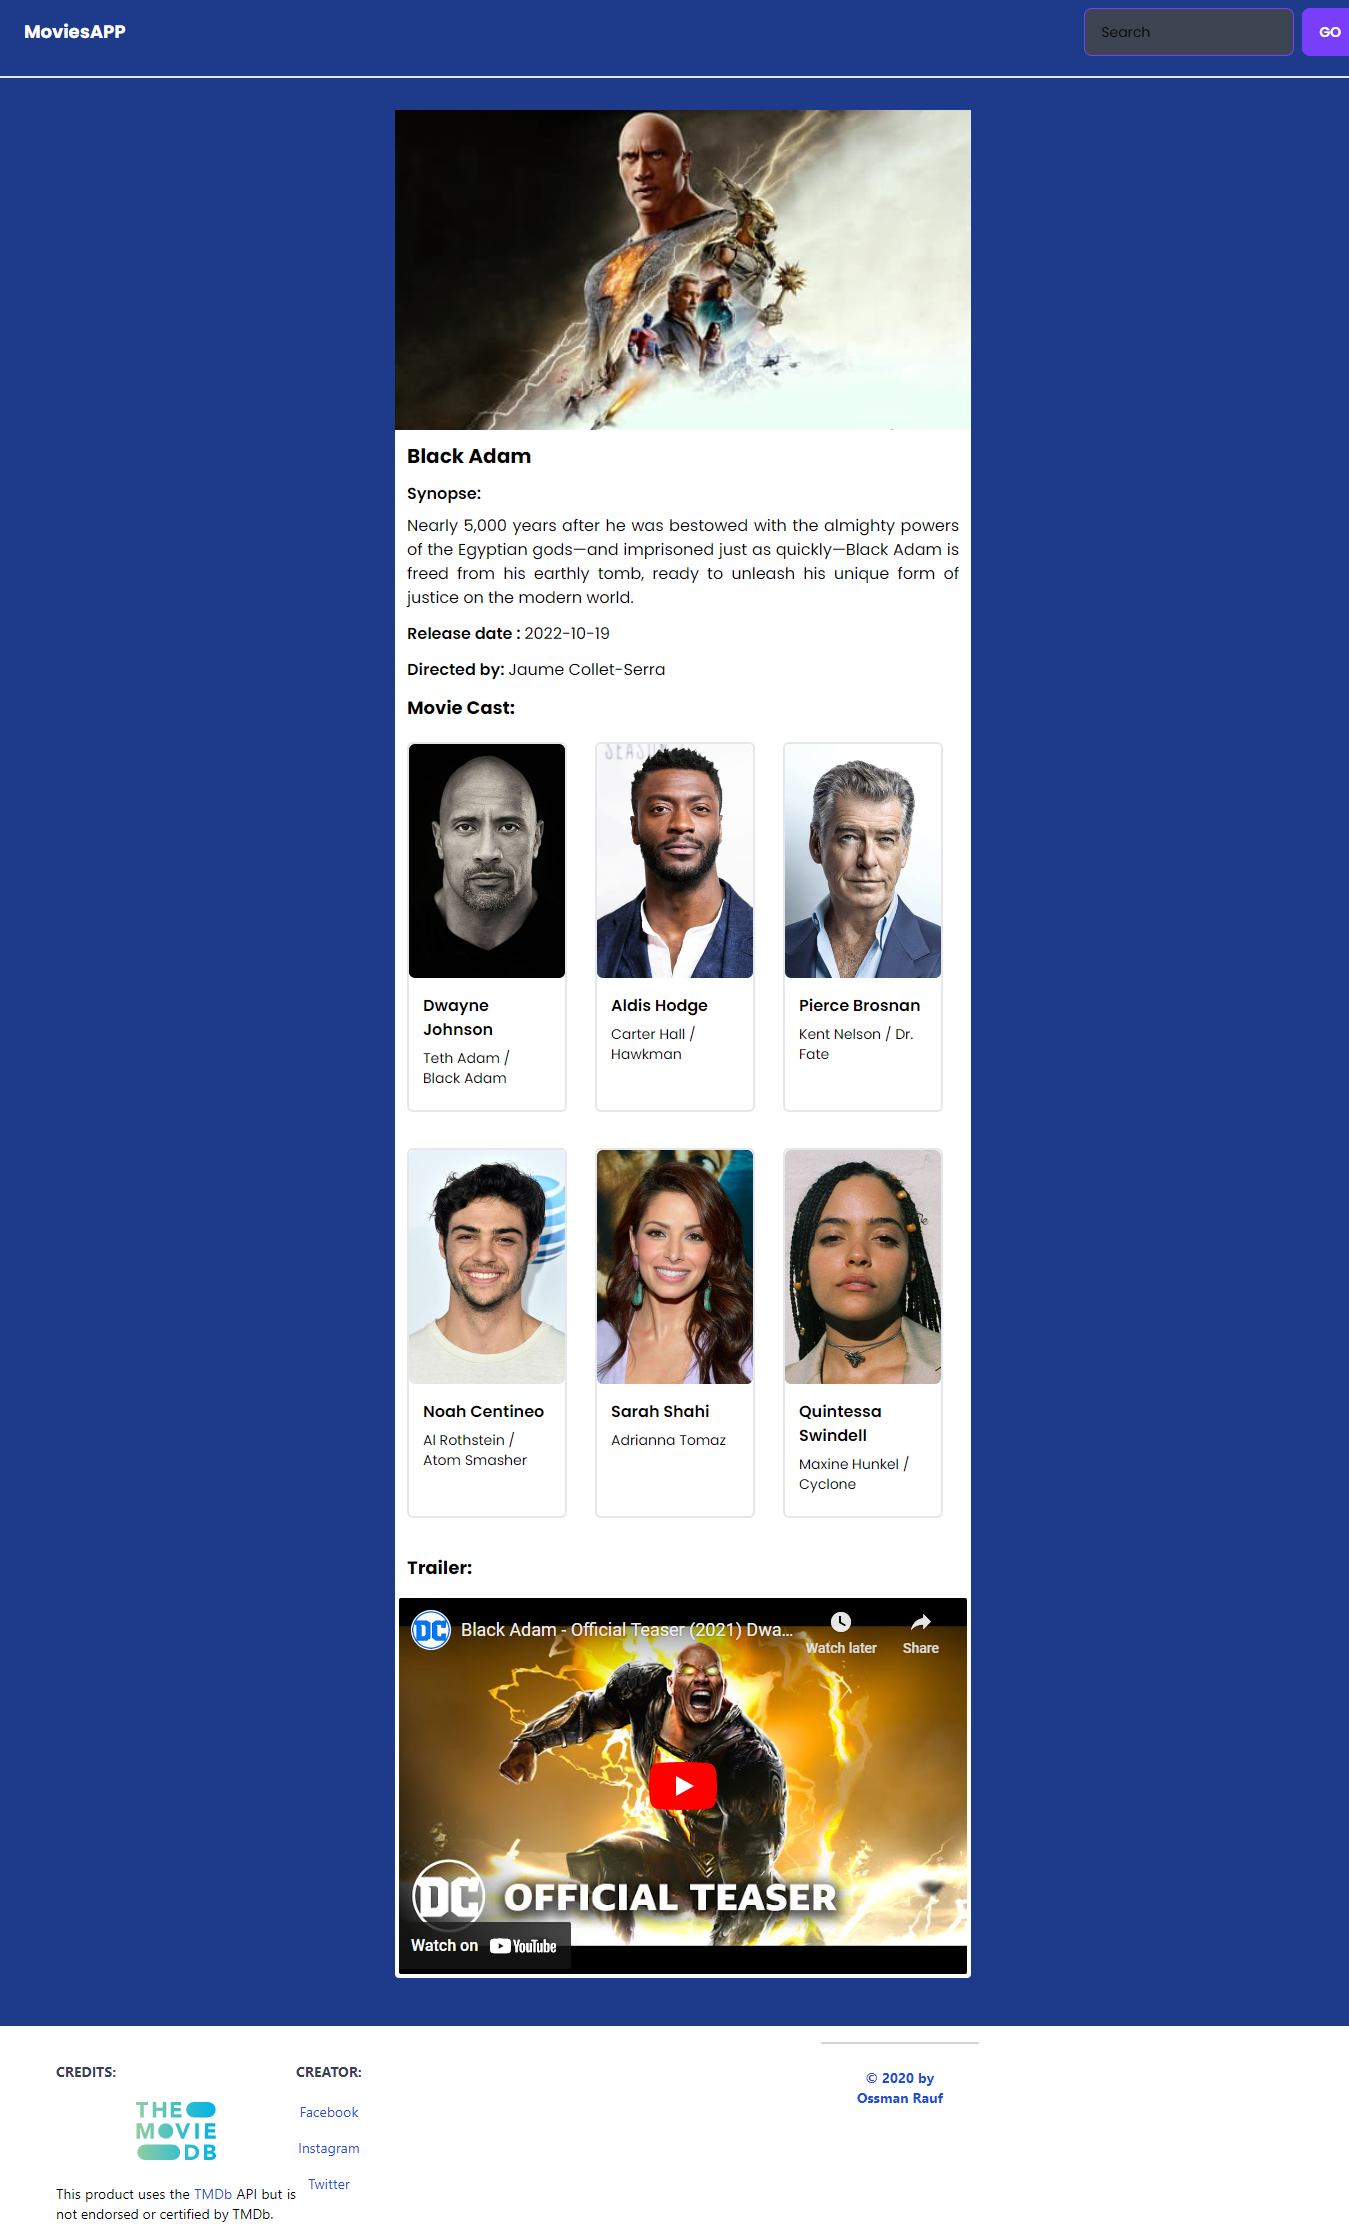 MoviesAPP
Search
GO
Black Adam
Synopse:
Nearly 5,000 years after he was bestowed with the almighty powers
of the Egyptian gods—and imprisoned just as quickly—Black Adam is
freed from his earthly tomb, ready to unleash his unique form of
justice on the modern world.
Release date : 2022-10-19
Directed by: Jaume Collet-Serra
Movie Cast:
Dwayne
Johnson
Teth Adam /
Black Adam
Aldis Hodge
Carter Hall /
Hawkman
Pierce Brosnan
Kent Nelson / Dr.
Fate
Noah Centineo
Al Rothstein /
Atom Smasher
Sarah Shahi
Adrianna Tomaz
Quintessa
Swindell
Maxine Hunkel /
Cyclone
Trailer:
DC
Black Adam - Official Teaser (2021) Dwa...
Watch later
Share
DC OFFICIAL TEASER
Watch on YouTube
CREDITS:
THE
MOVIE
DB
This product uses the TMDb API but is
not endorsed or certified by TMDb.
CREATOR:
Facebook
Instagram
Twitter
© 2020 by
Ossman Rauf